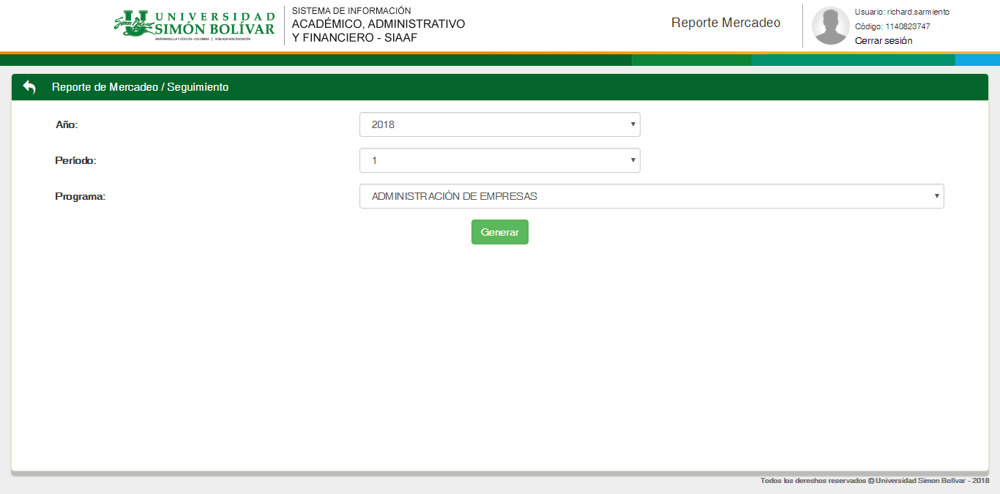 UNIVERSIDAD
SIMÓN BOLÍVAR
BARRANQUILLA Y CÚCUTA - COLOMBIA | VIGILADA MINEDUCACIÓN
SISTEMA DE INFORMACIÓN
ACADÉMICO, ADMINISTRATIVO
Y FINANCIERO - SIAAF
Reporte Mercadeo
Usuario: richard.sarmiento
Código: 1140823747
Cerrar sesión
Reporte de Mercadeo / Seguimiento
Año:
2018
Período:
1
Programa:
ADMINISTRACIÓN DE EMPRESAS
Generar
Todos los derechos reservados @ Universidad Simon Bolívar - 2018